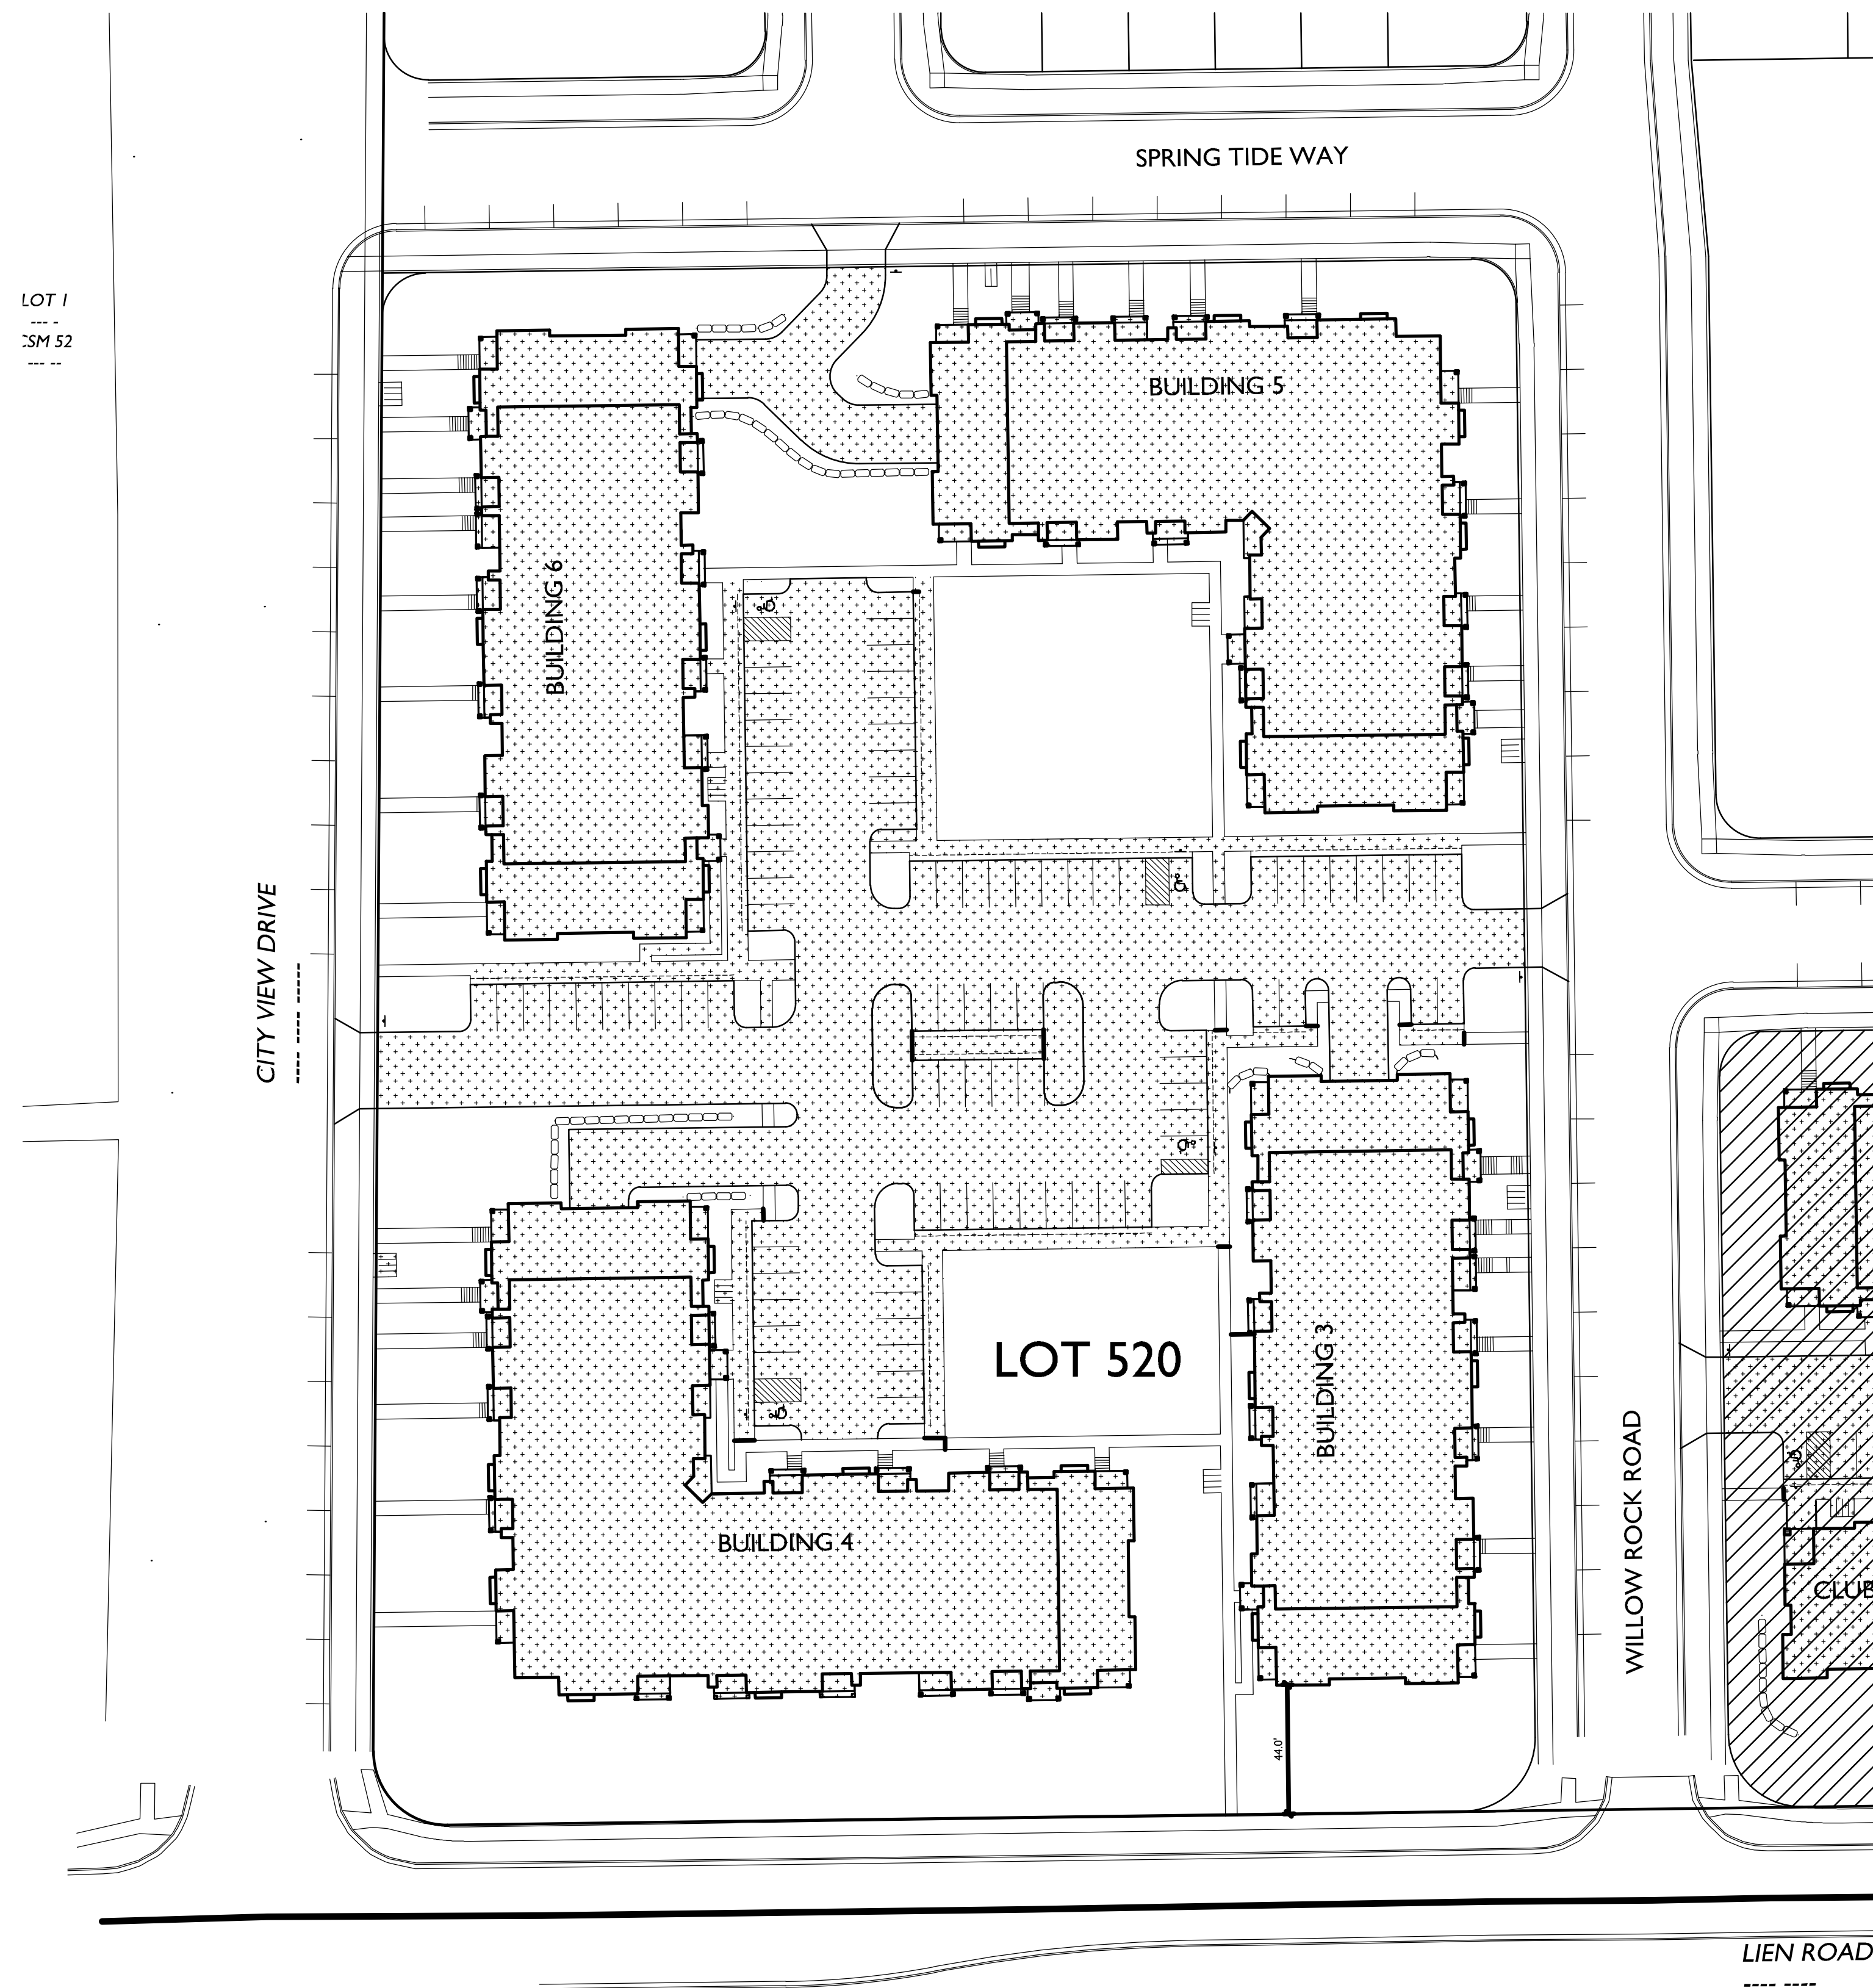 SPRING TIDE WAY
LOT 1
--- -
CSM 52
--- --
BUILDING 5
BUILDING 6
CITY VIEW DRIVE
---- ---- ----
LOT 520
BUILDING 3
BUILDING 4
WILLOW ROCK ROAD
CLUB
44.0'
LIEN ROAD
---- ----